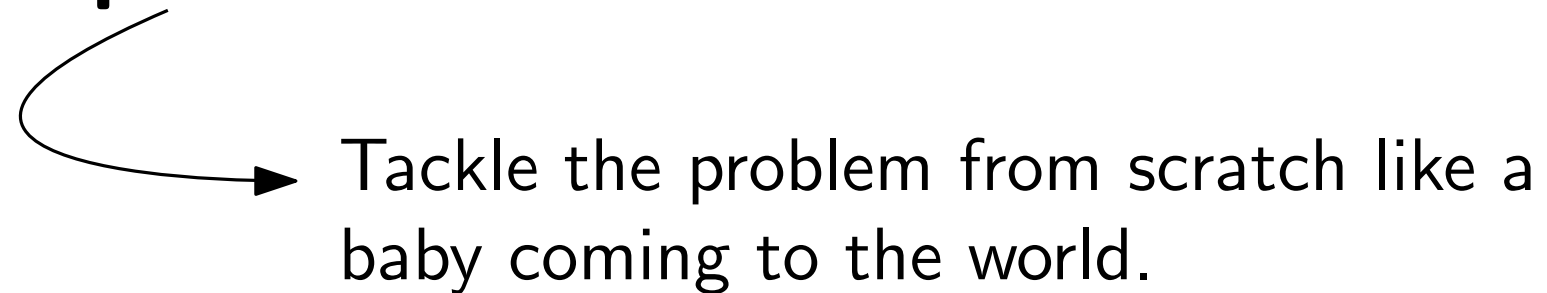 Tackle the problem from scratch like a
baby coming to the world.